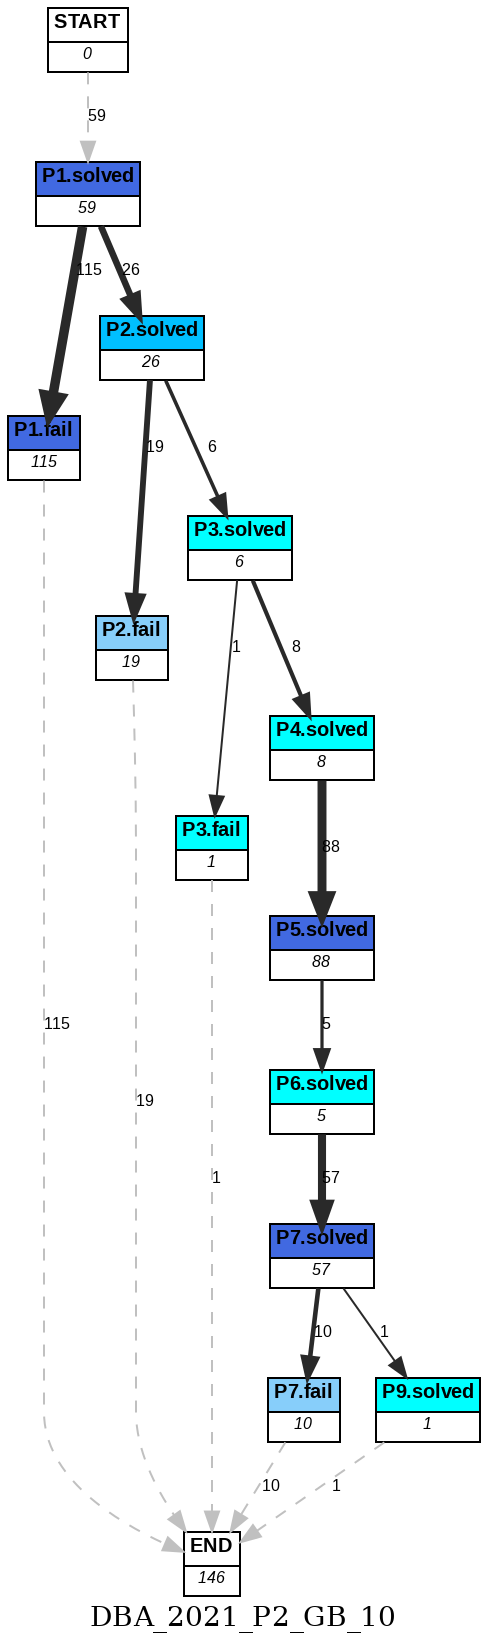 START
0
59
P1.solved
59
115
26
P2.solved
26
P1.fail
115
19
6
P3.solved
6
P2.fail
19
1
8
P4.solved
8
P3.fail
1
88
P5.solved
88
115
5
P6.solved
5
19
1
57
P7.solved
57
10
1
P7.fail
10
P9.solved
1
10
1
END
146
DBA_2021_P2_GB_10